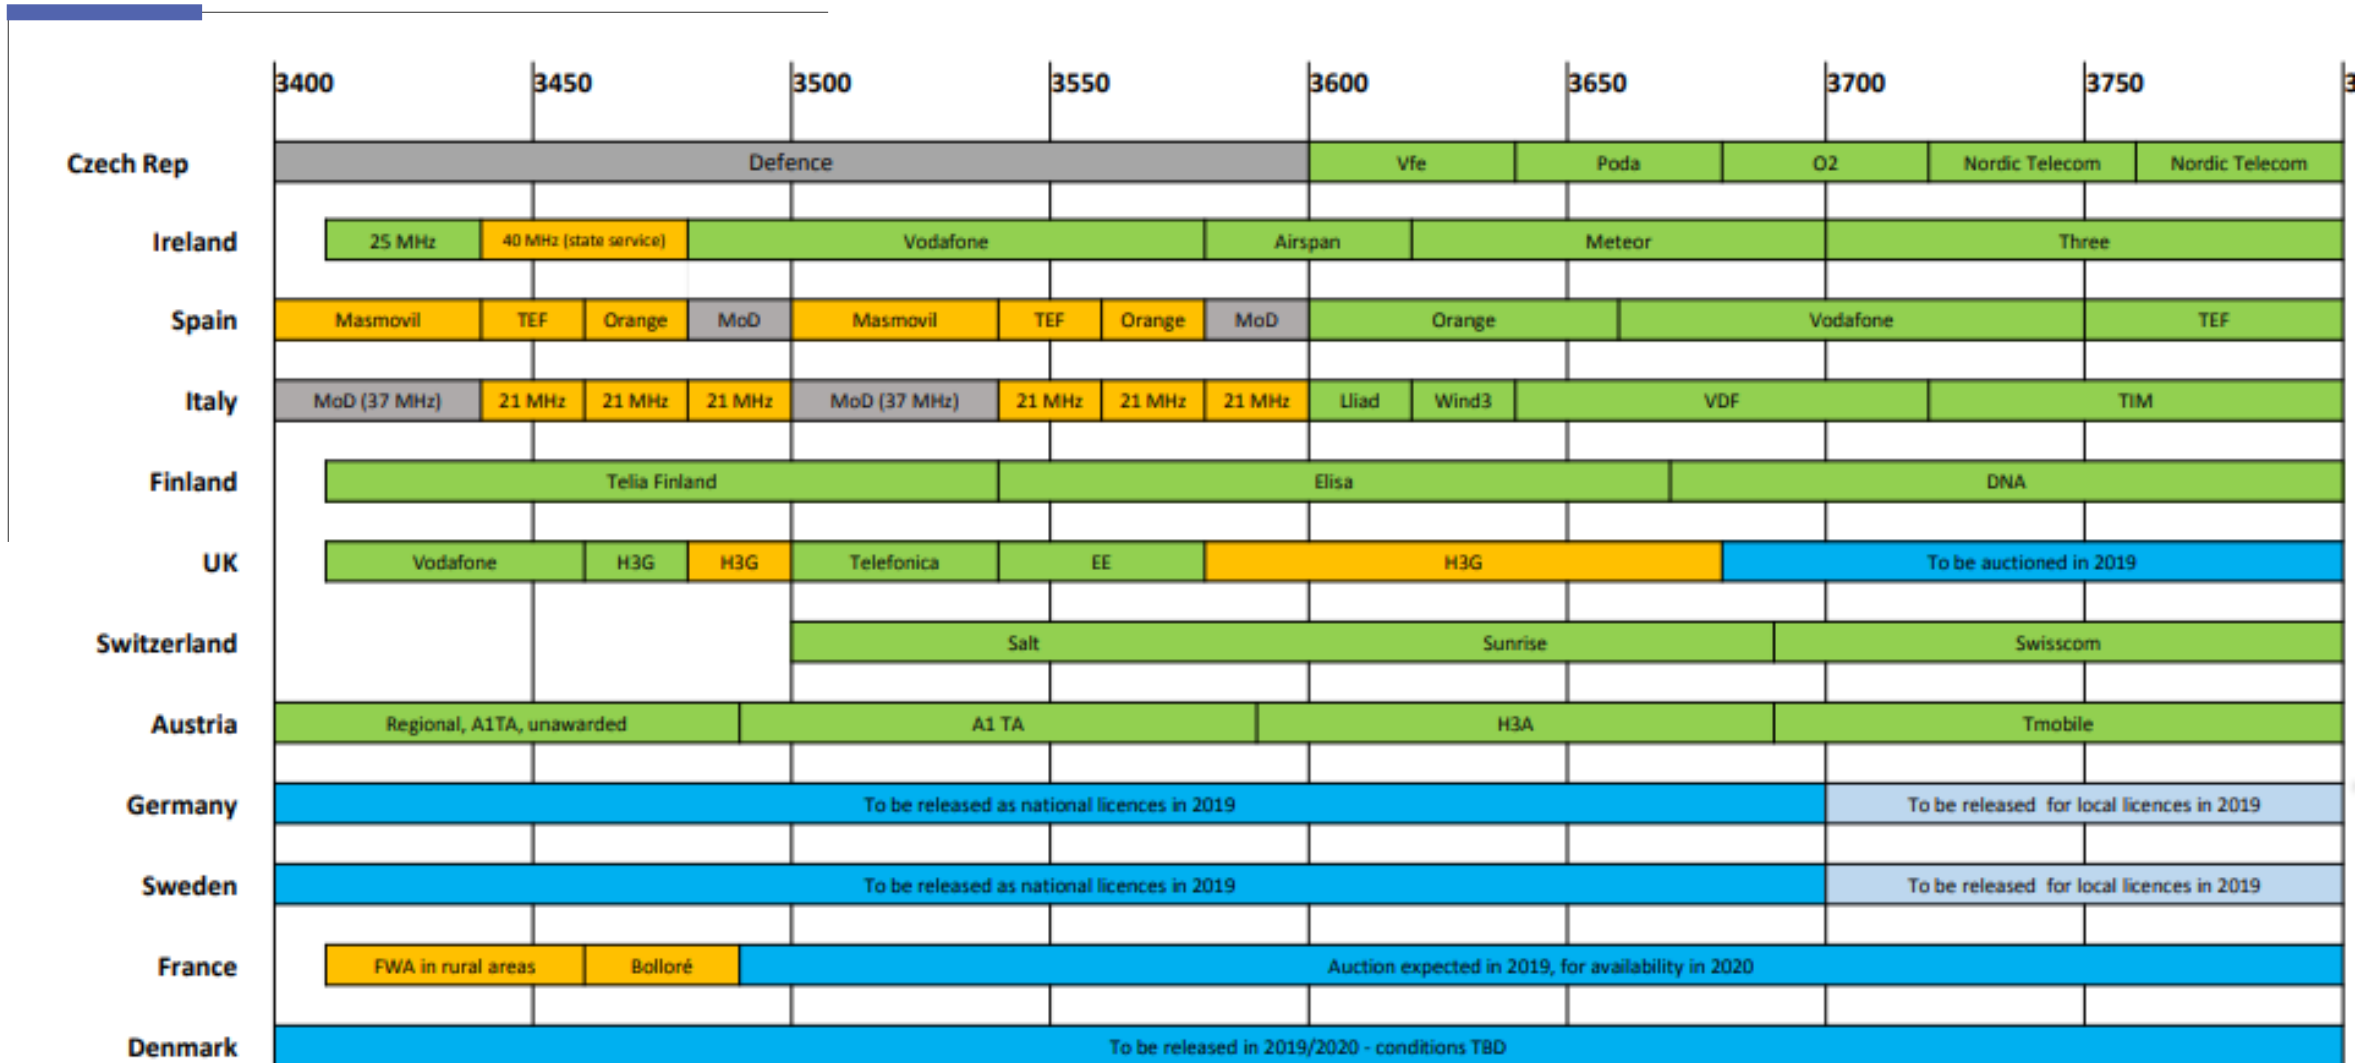 3400 3450 3500 3550 3600 3650 3700 3750 3
Czech Rep Defence Vfe Poda O2 Nordic Telecom Nordic Telecom
Ireland 25 MHz 40 MHz (state service) Vodafone Airspan Meteor Three
Spain Masmovil TEF Orange MoD Masmovil TEF Orange MoD Orange Vodafone TEF
Italy MoD (37 MHz) 21 MHz 21 MHz 21 MHz MoD (37 MHz) 21 MHz 21 MHz 21 MHz Lliad Wind3 VDF TIM
Finland Telia Finland Elisa DNA
UK Vodafone H3G H3G Telefonica EE H3G To be auctioned in 2019
Switzerland Salt Sunrise Swisscom
Austria Regional, A1TA, unawarded A1 TA H3A Tmobile
Germany To be released as national licences in 2019 To be released for local licences in 2019
Sweden To be released as national licences in 2019 To be released for local licences in 2019
France FWA in rural areas Bolloré Auction expected in 2019, for availability in 2020
Denmark To be released in 2019/2020 - conditions TBD